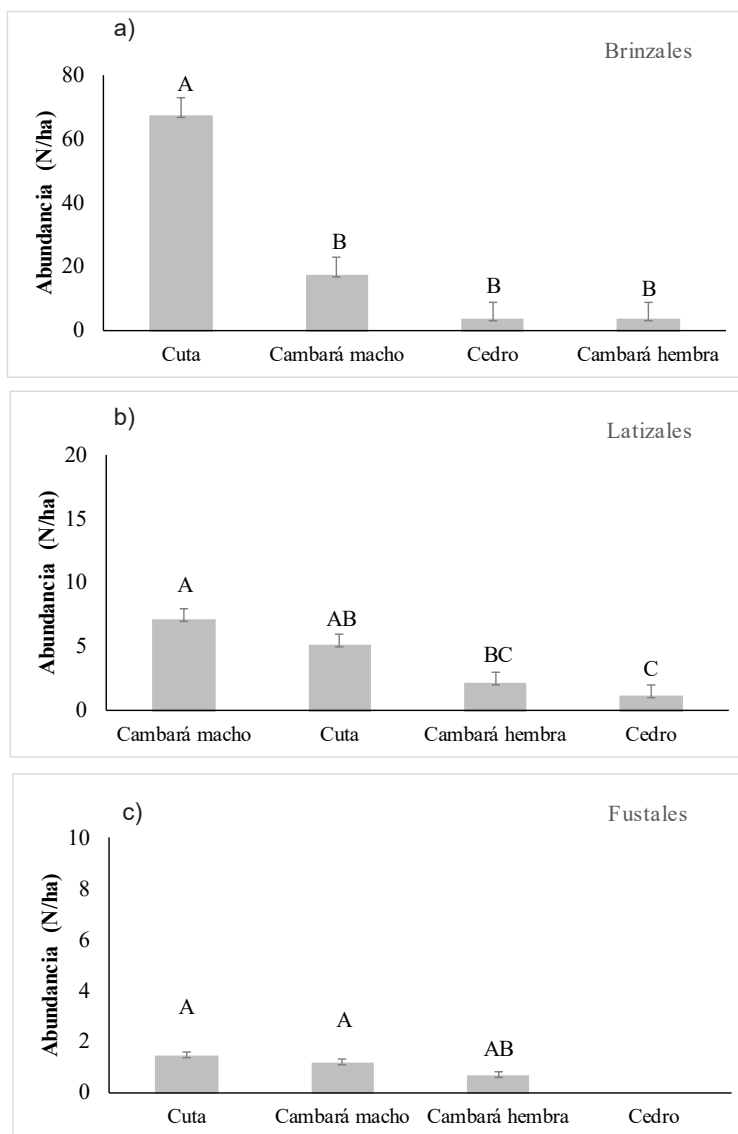 a)
Brinzales
Abundancia (N/ha)
80
60
40
20
0
A
B
B
B
Cuta
Cambará macho
Cedro
Cambará hembra
b)
Latizales
Abundancia (N/ha)
20
15
10
5
0
A
AB
BC
C
Cambará macho
Cuta
Cambará hembra
Cedro
c)
Fustales
Abundancia (N/ha)
10
8
6
4
2
0
A
A
AB
Cuta
Cambará macho
Cambará hembra
Cedro